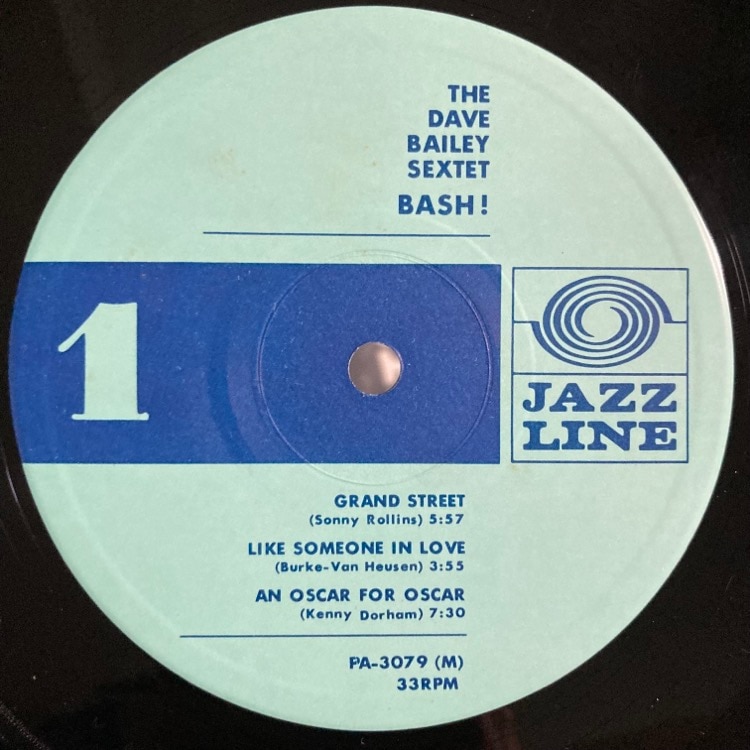 THE
DAVE
BAILEY
SEXTET
BASH!
1
JAZZ
LINE
GRAND STREET
(Sonny Rollins) 5:57
LIKE SOMEONE IN LOVE
(Burke-Van Heusen) 3:55
AN OSCAR FOR OSCAR
(Kenny Dorham) 7:30
PA-3079 (M)
33RPM